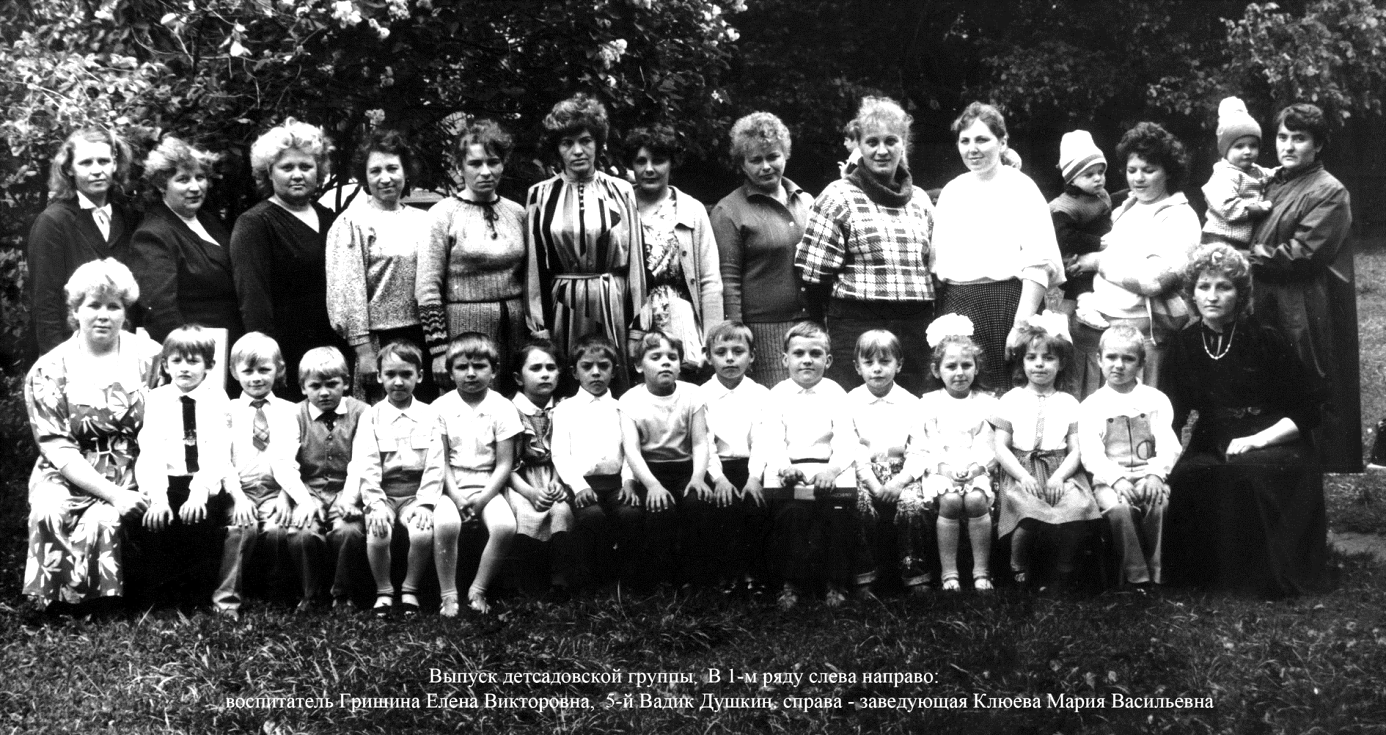 Выпуск детсадовской группы, В 1-м ряду слева направо:
воспитатель Гришина Елена Викторовна, 5-й Вадик Душкин, справа - заведующая Клюева Мария Васильевна